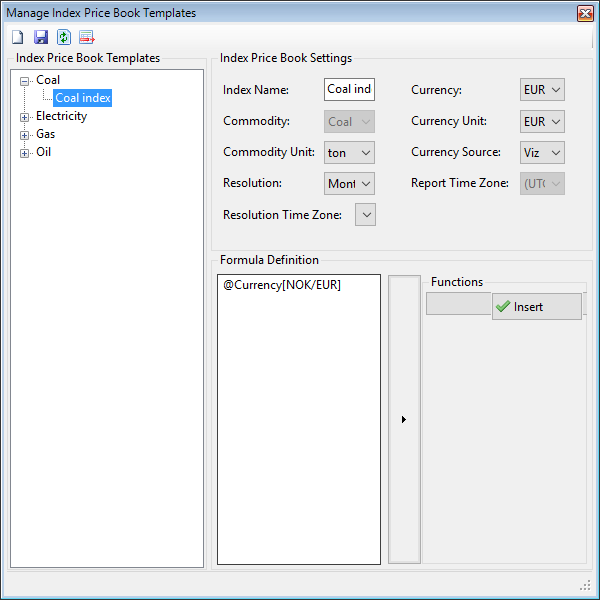 Manage Index Price Book Templates
Index Price Book Templates
Coal
Coal index
Electricity
Gas
Oil
Index Price Book Settings
Index Name: Coal ind Currency: EUR
Commodity: Coal Currency Unit: EUR
Commodity Unit: ton Currency Source: Viz
Resolution: Mont Report Time Zone: (UTC
Resolution Time Zone:
Formula Definition
@Currency[NOK/EUR]
Functions
Insert